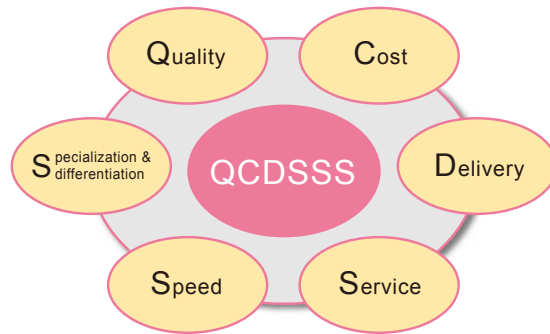 Quality
Cost
Specialization &
differentiation
QCDSSS
Delivery
Speed
Service